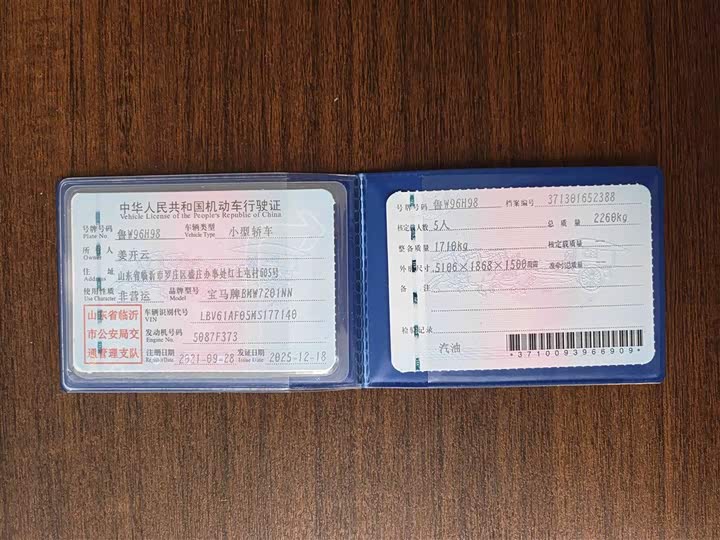 中华人民共和国机动车行驶证
Vehicle License of the People's Republic of China
号牌号码 鲁W96H98 车辆类型 小型轿车
Plate No. Vehicle Type
所有人 姜开云
Owner
住址 山东省临沂市罗庄区盛庄办事处红土屯村605号
Address
使用性质 非营运 品牌型号 宝马牌BMW7201NN
Use Character Model
山东省临沂
市公安局交
通管理支队
车辆识别代号 LBV61AF05MS177140
VIN
发动机号码 5087F373
Engine No.
注册日期 2021-09-28 发证日期 2025-12-18
Register Date Issue Date
号牌号码 鲁W96H98 档案编号 371301652388
核定载人数 5人 总质量 2260kg
整备质量 1710kg 核定载质量
外廓尺寸 5106×1868×1500mm 准牵引总质量
备注
检验记录
汽油
*3710093966909*